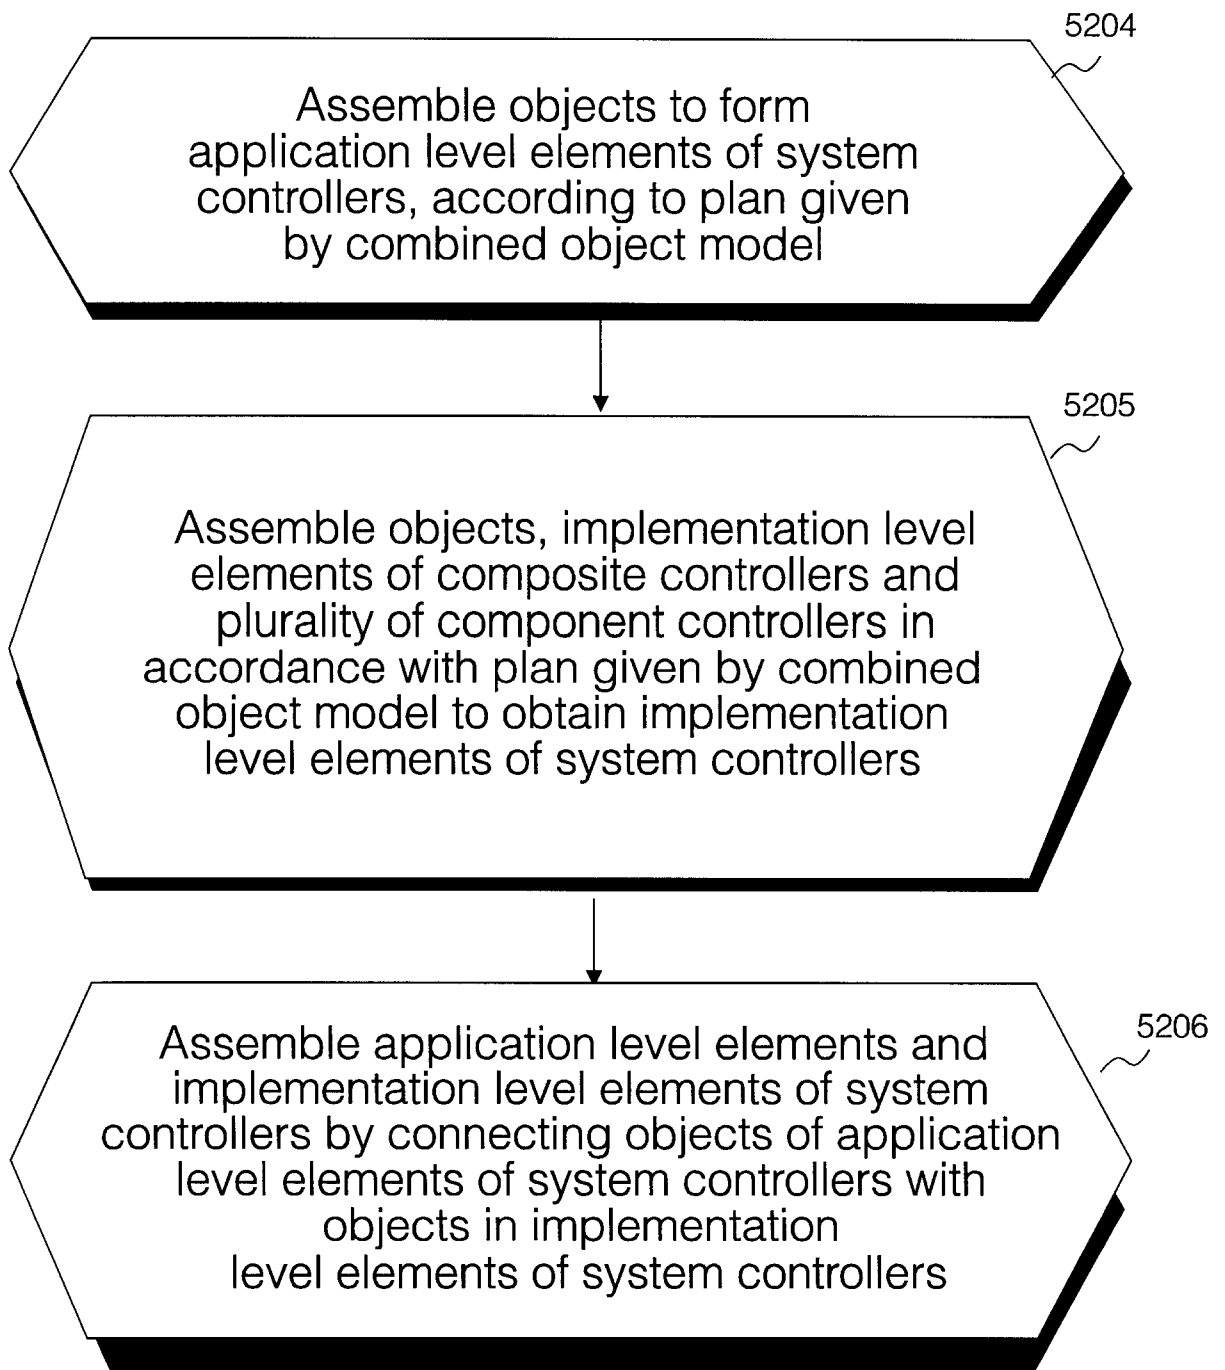 5204
Assemble objects to form
application level elements of system
controllers, according to plan given
by combined object model
5205
Assemble objects, implementation level
elements of composite controllers and
plurality of component controllers in
accordance with plan given by combined
object model to obtain implementation
level elements of system controllers
5206
Assemble application level elements and
implementation level elements of system
controllers by connecting objects of application
level elements of system controllers with
objects in implementation
level elements of system controllers